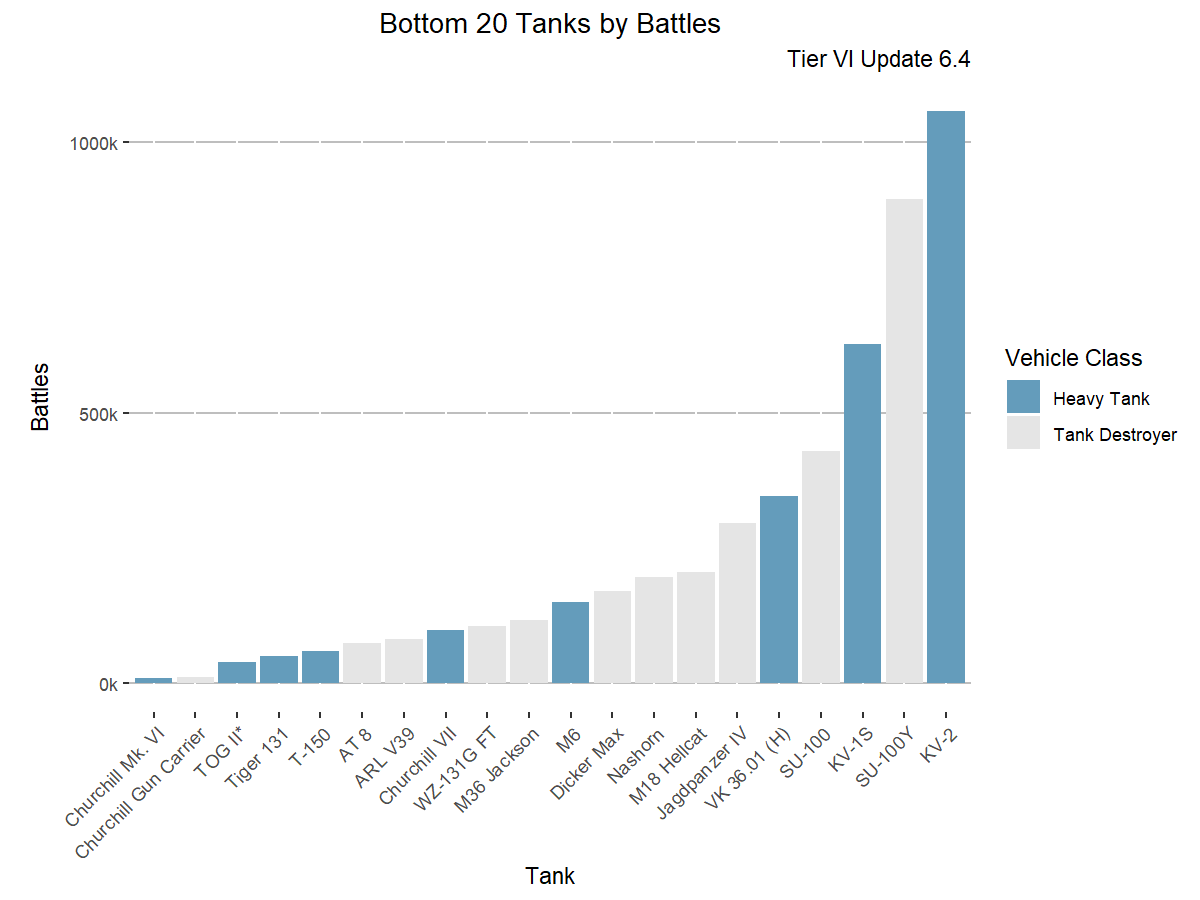 Bottom 20 Tanks by Battles
Tier VI Update 6.4
1000k
500k
0k
Battles
Churchill Mk. VI
Churchill Gun Carrier
TOG II*
Tiger 131
T-150
AT 8
ARL V39
Churchill VII
WZ-131G FT
M36 Jackson
M6
Dicker Max
Nashorn
M18 Hellcat
Jagdpanzer IV
VK 36.01 (H)
SU-100
KV-1S
SU-100Y
KV-2
Tank
Vehicle Class
Heavy Tank
Tank Destroyer